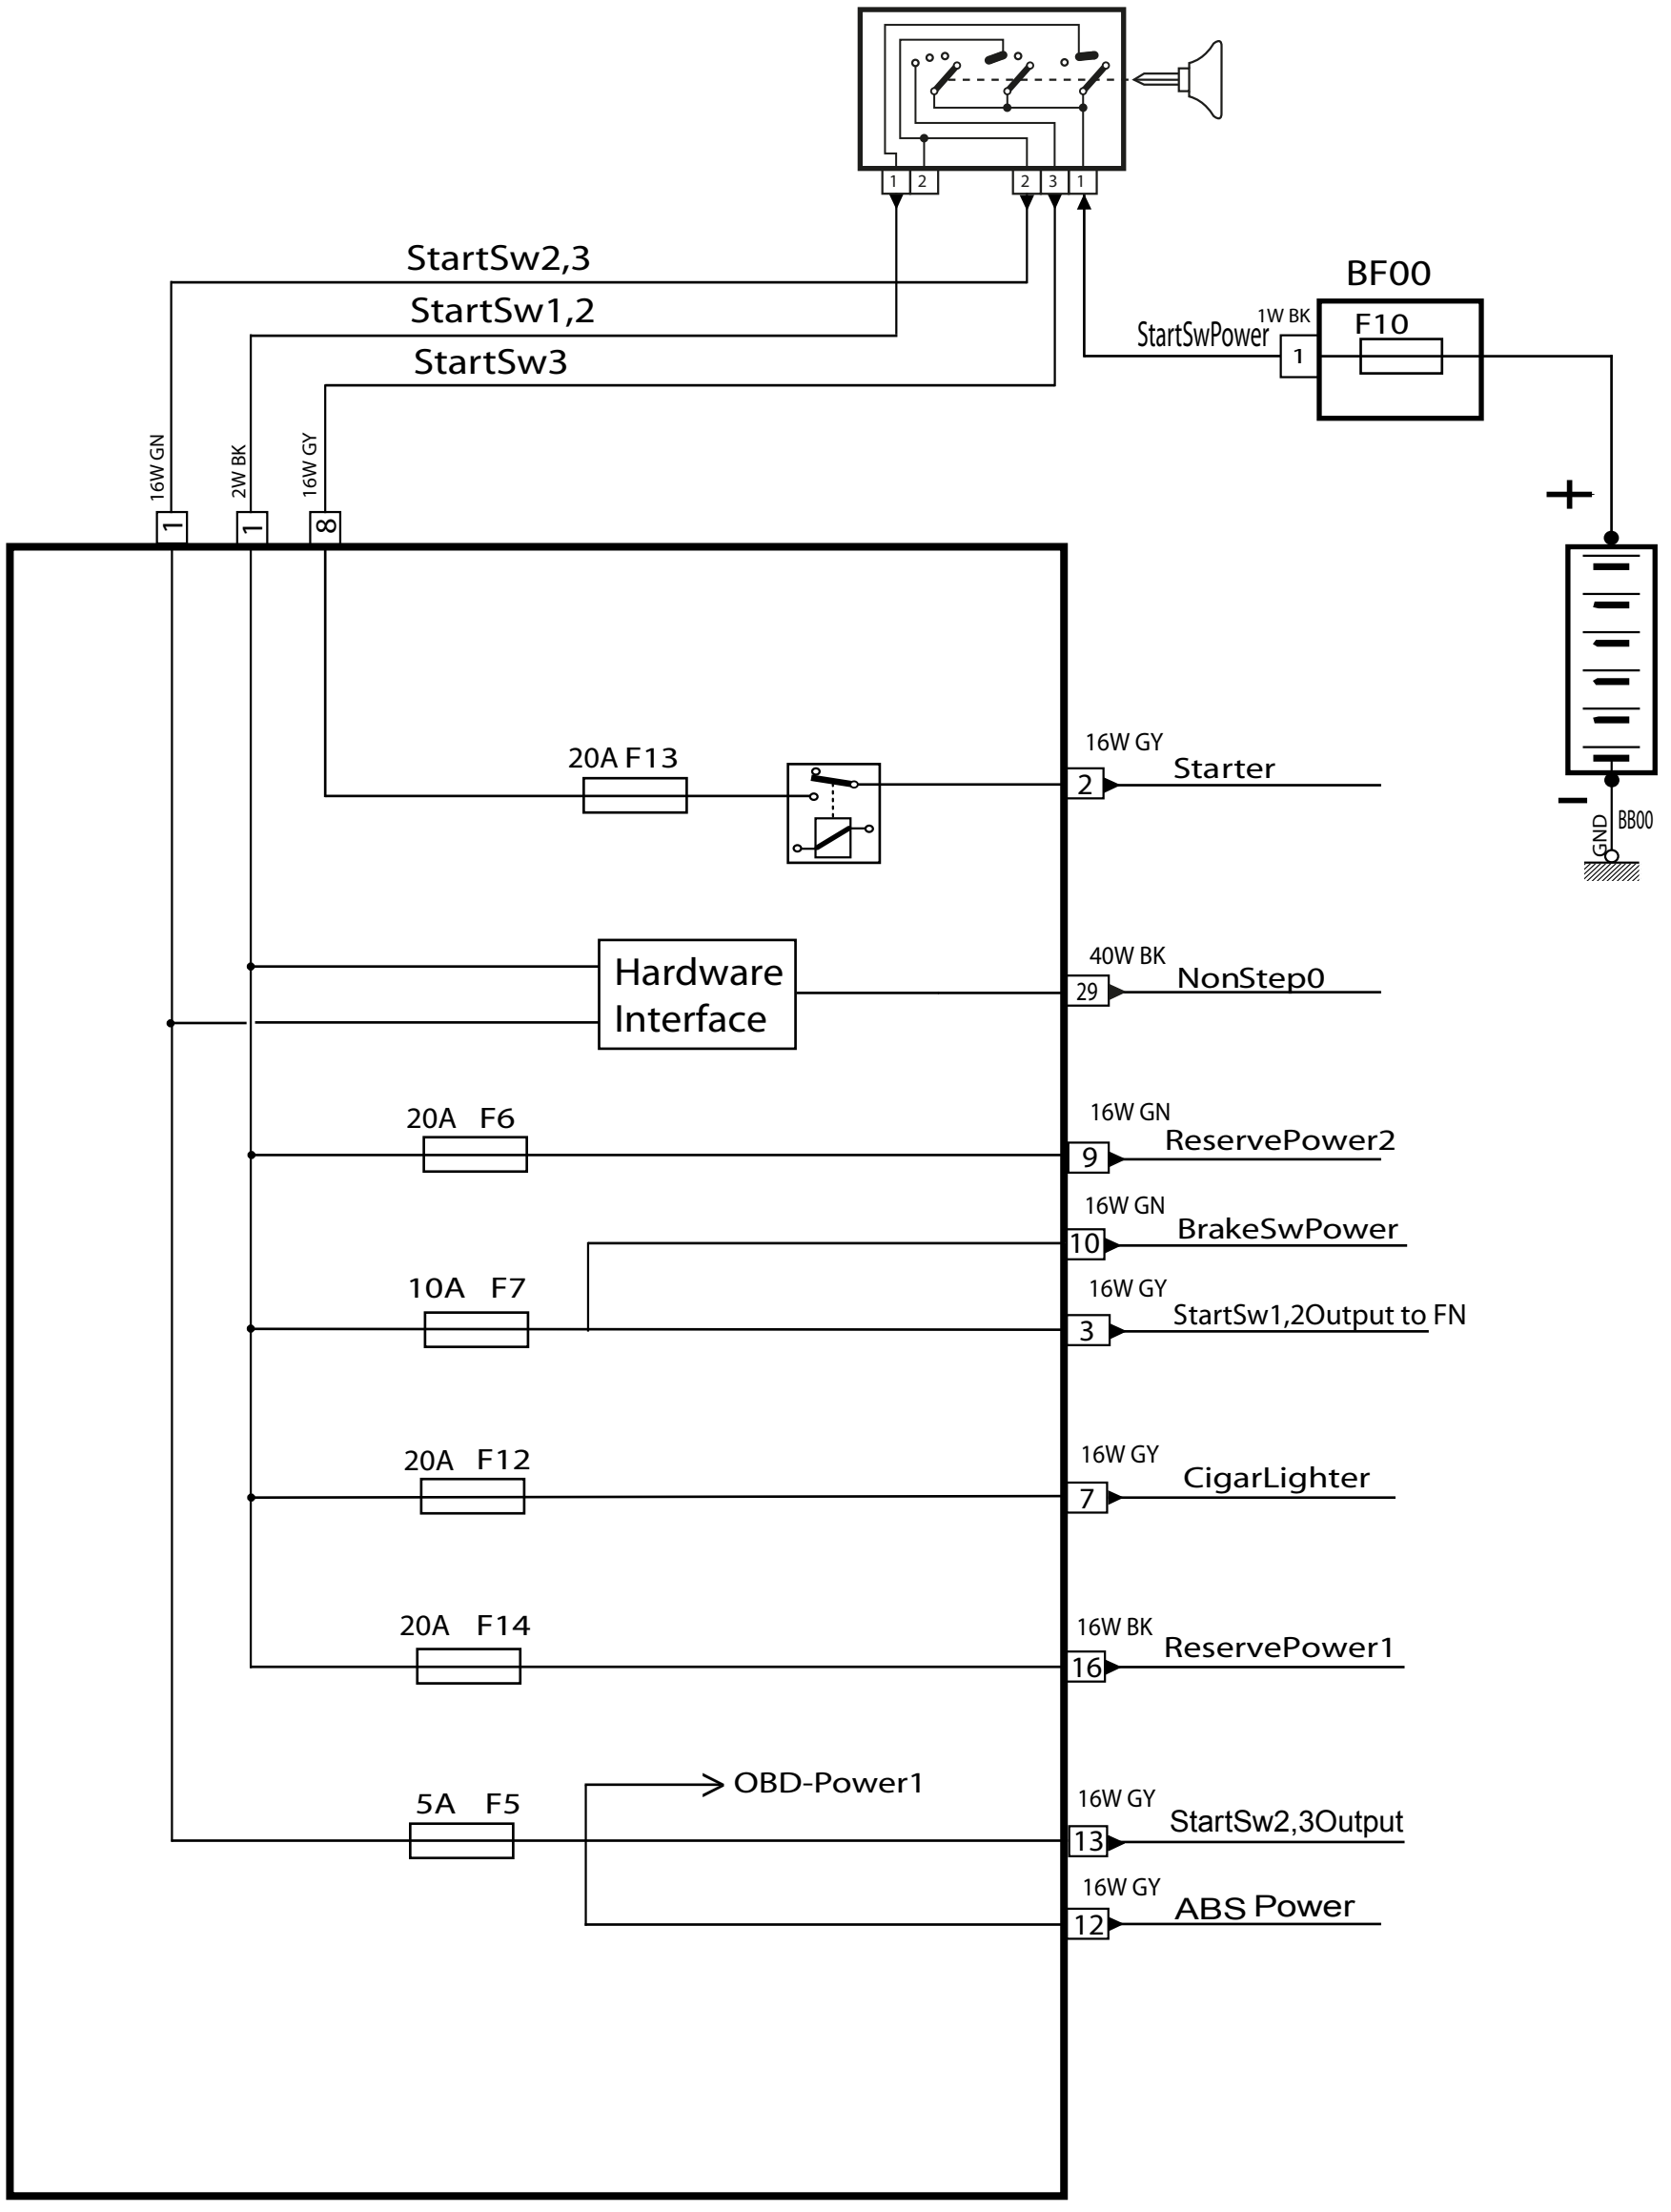 1 2 2 3 1
StartSw2,3
StartSw1,2
StartSw3
BF00
1W BK
F10
StartSwPower
1
16W GN
2W BK
16W GY
1
1
8
+
20A F13
16W GY
2
Starter
−
GND
BB00
Hardware
Interface
40W BK
29
NonStep0
20A F6
16W GN
9
ReservePower2
16W GN
10
BrakeSwPower
10A F7
16W GY
3
StartSw1,2Output to FN
20A F12
16W GY
7
CigarLighter
20A F14
16W BK
16
ReservePower1
OBD-Power1
5A F5
16W GY
13
StartSw2,3Output
16W GY
12
ABS Power